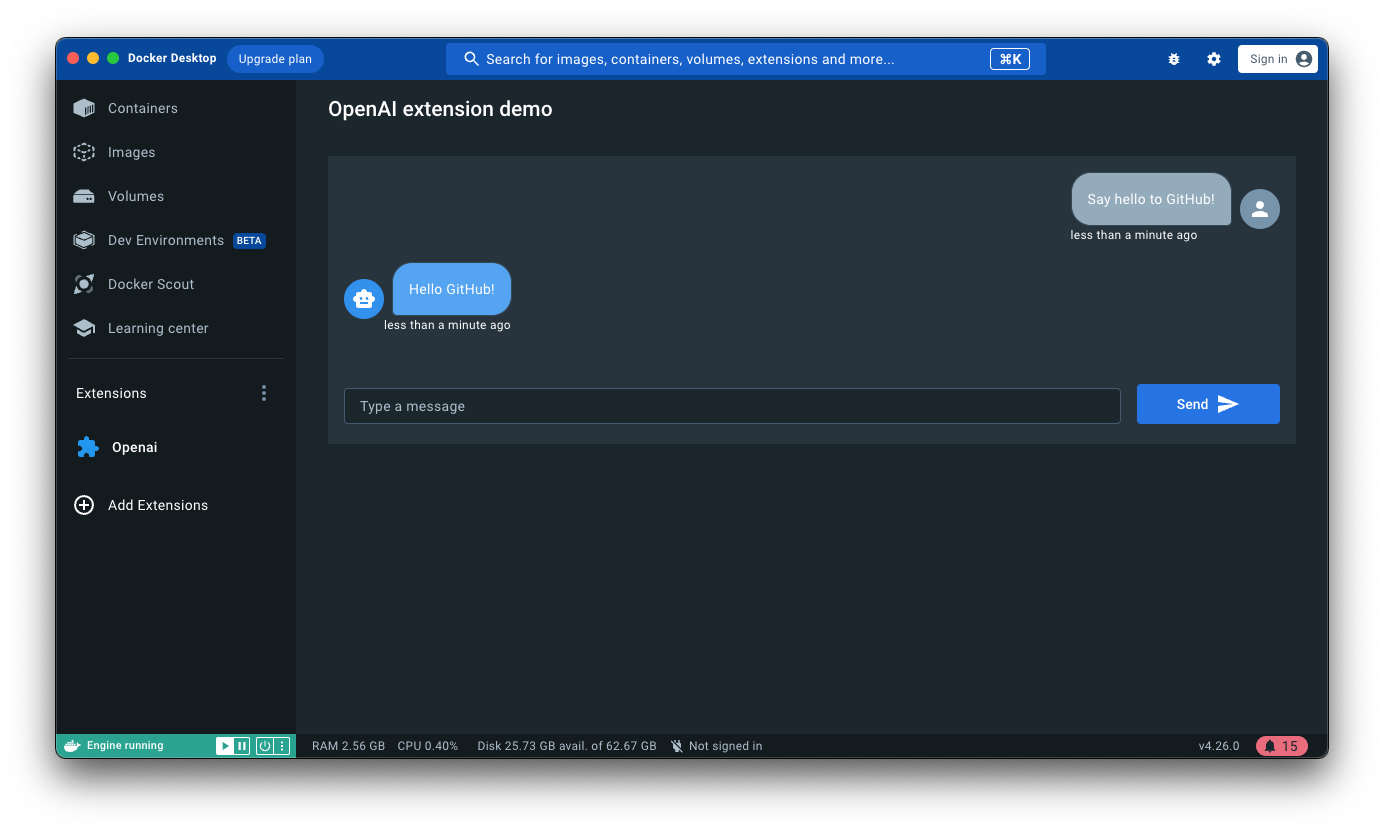 Docker Desktop
Upgrade plan
Search for images, containers, volumes, extensions and more...
⌘K
Sign in
Containers
Images
Volumes
Dev Environments BETA
Docker Scout
Learning center
Extensions
Openai
Add Extensions
OpenAI extension demo
Say hello to GitHub!
less than a minute ago
Hello GitHub!
less than a minute ago
Type a message
Send
Engine running
RAM 2.56 GB CPU 0.40% Disk 25.73 GB avail. of 62.67 GB Not signed in
v4.26.0
15